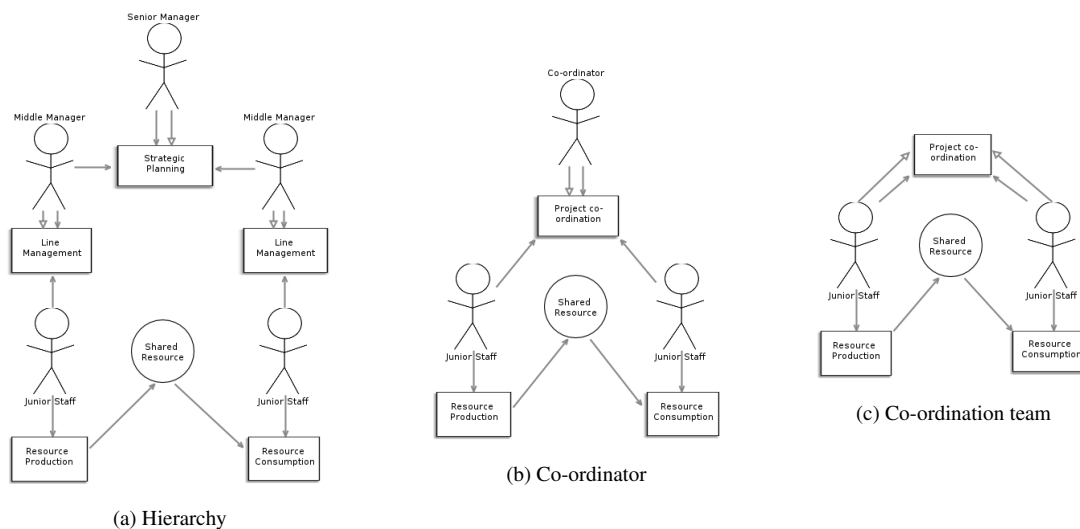 Senior Manager
Middle Manager
Middle Manager
Strategic
Planning
Line
Management
Line
Management
Shared
Resource
Junior Staff
Junior Staff
Resource
Production
Resource
Consumption
(a) Hierarchy
Co-ordinator
Project co-
ordination
Shared
Resource
Junior Staff
Junior Staff
Resource
Production
Resource
Consumption
(b) Co-ordinator
Project co-
ordination
Shared
Resource
Junior Staff
Junior Staff
Resource
Production
Resource
Consumption
(c) Co-ordination team